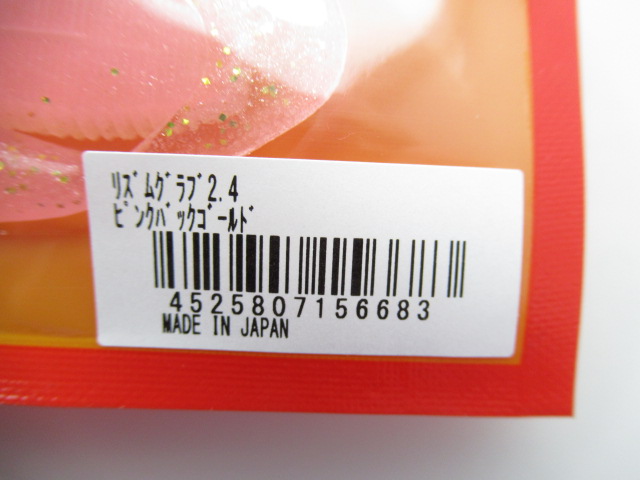 ﾘｽﾞﾑｸﾞﾗﾌﾞ2.4
ﾋﾟﾝｸﾊﾞｯｸｺﾞｰﾙﾄﾞ
4525807156683
MADE IN JAPAN